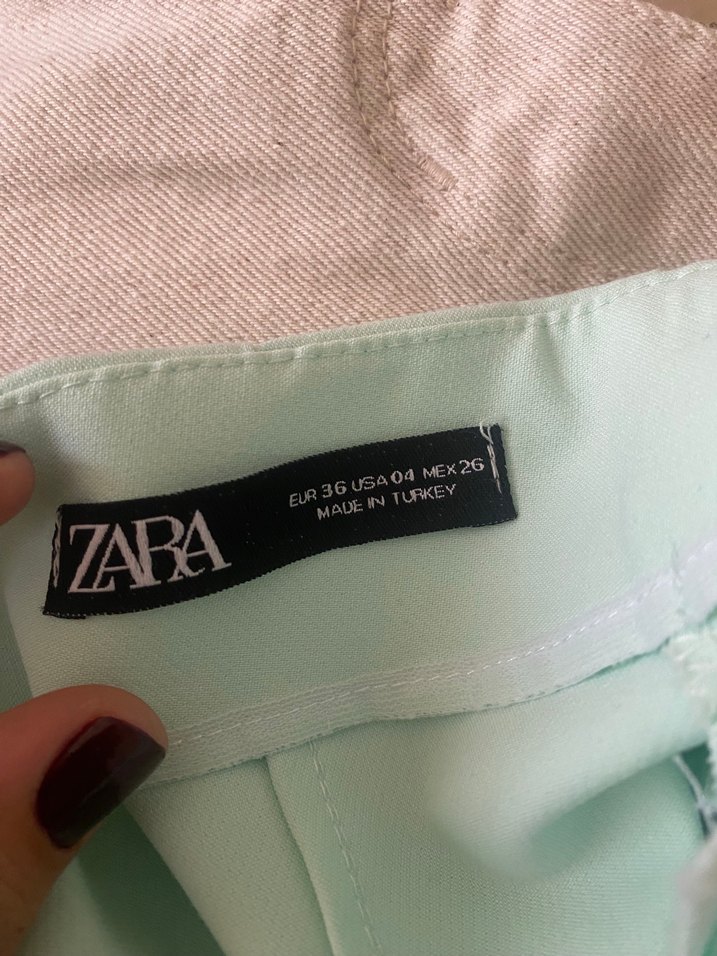 ZARA
EUR 36 USA 04 MEX 26
MADE IN TURKEY